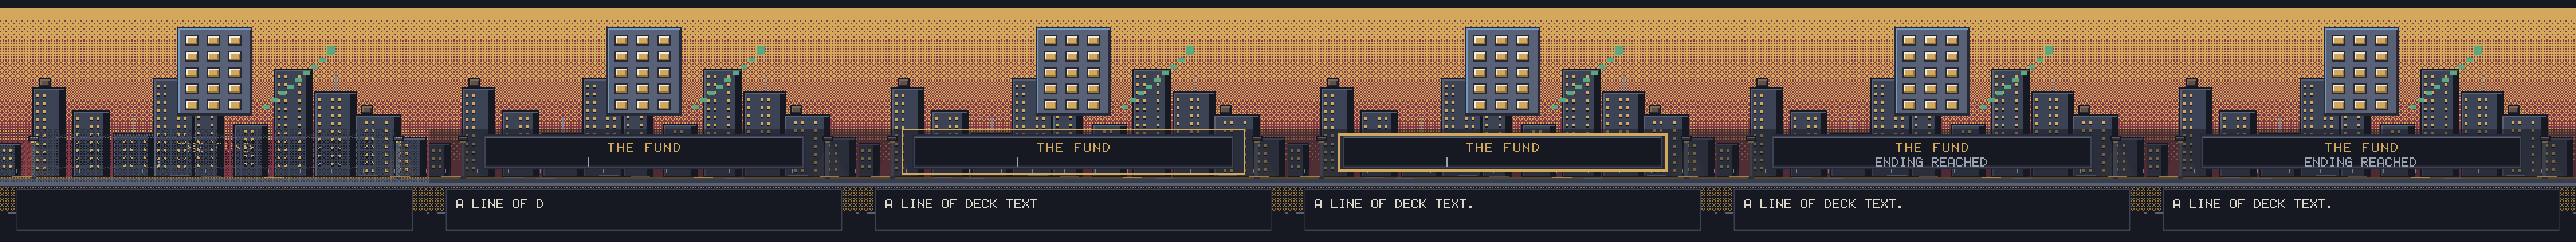 THE FUND
A LINE OF D
THE FUND
A LINE OF DECK TEXT
THE FUND
A LINE OF DECK TEXT.
THE FUND
ENDING REACHED
A LINE OF DECK TEXT.
THE FUND
ENDING REACHED
A LINE OF DECK TEXT.